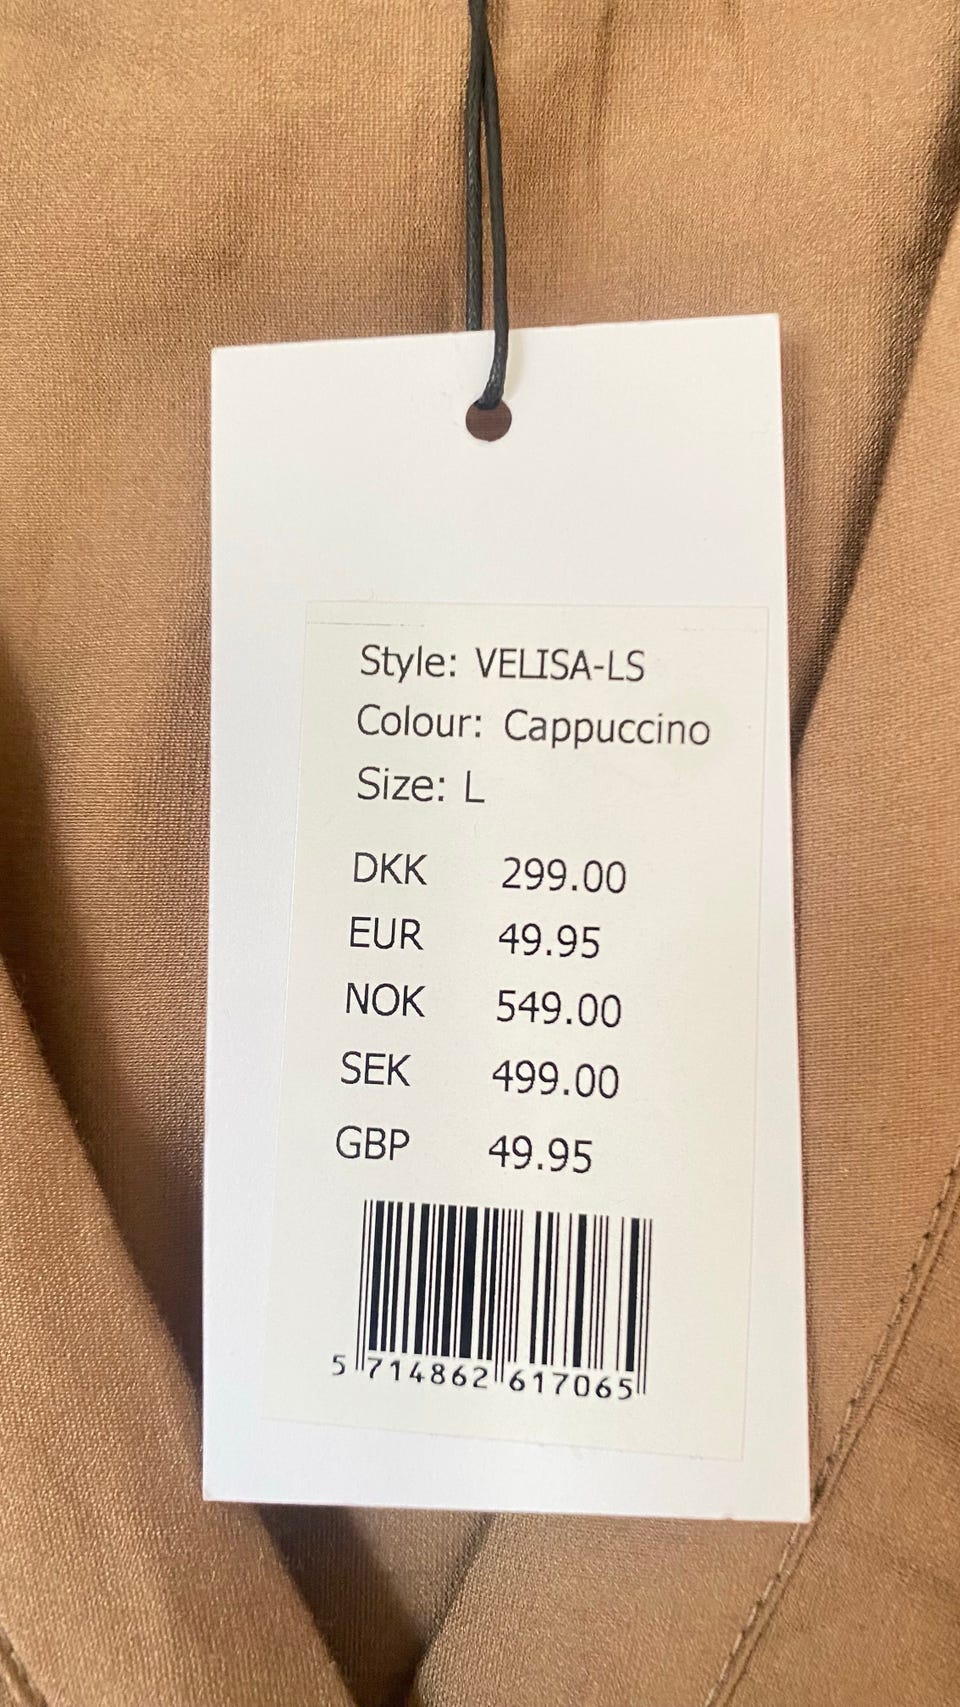 Style: VELISA-LS
Colour: Cappuccino
Size: L
DKK 299.00
EUR 49.95
NOK 549.00
SEK 499.00
GBP 49.95
5 714862 617065